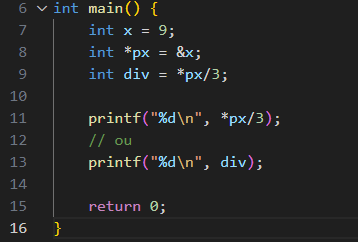 6 int main() {
7     int x = 9;
8     int *px = &x;
9     int div = *px/3;
10
11     printf("%d\n", *px/3);
12     // ou
13     printf("%d\n", div);
14
15     return 0;
16 }